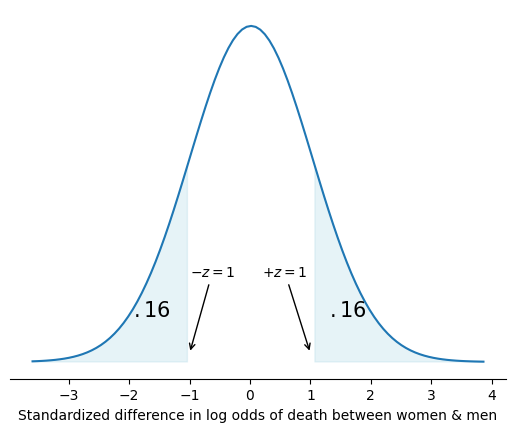 −z = 1
+z = 1
.16
.16
−3 −2 −1 0 1 2 3 4
Standardized difference in log odds of death between women & men